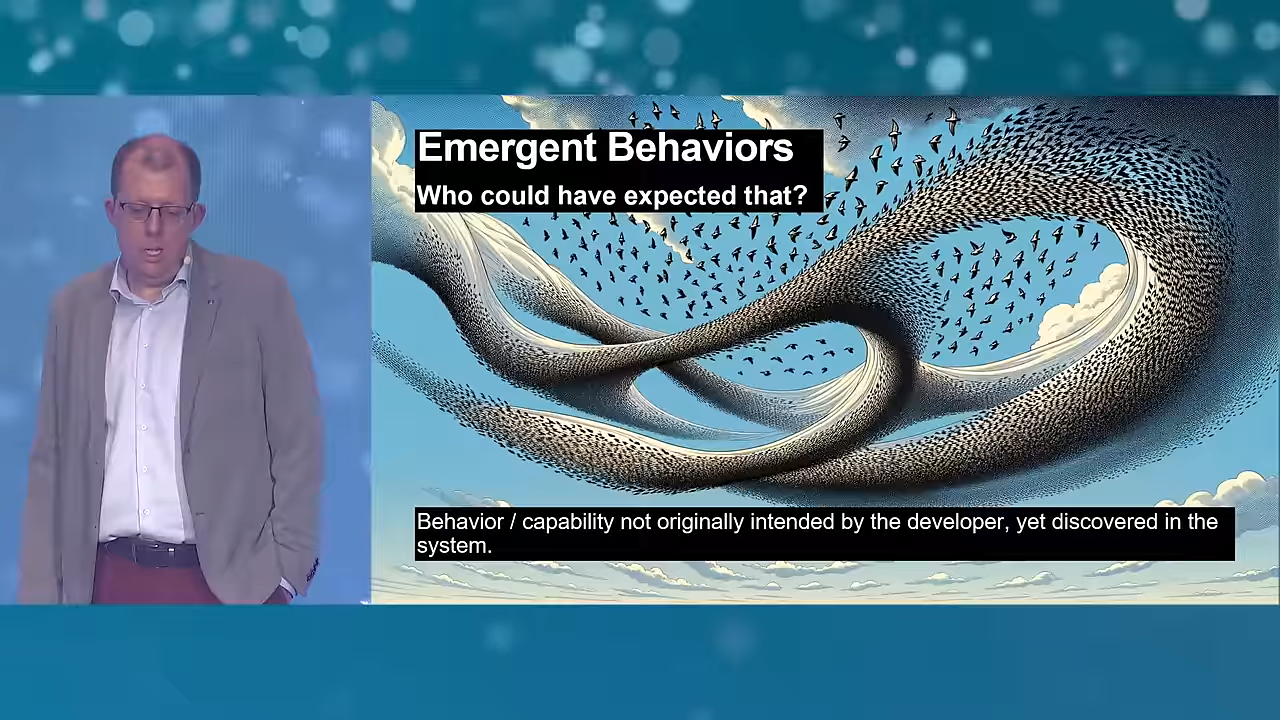 Emergent Behaviors
Who could have expected that?
Behavior / capability not originally intended by the developer, yet discovered in the
system.